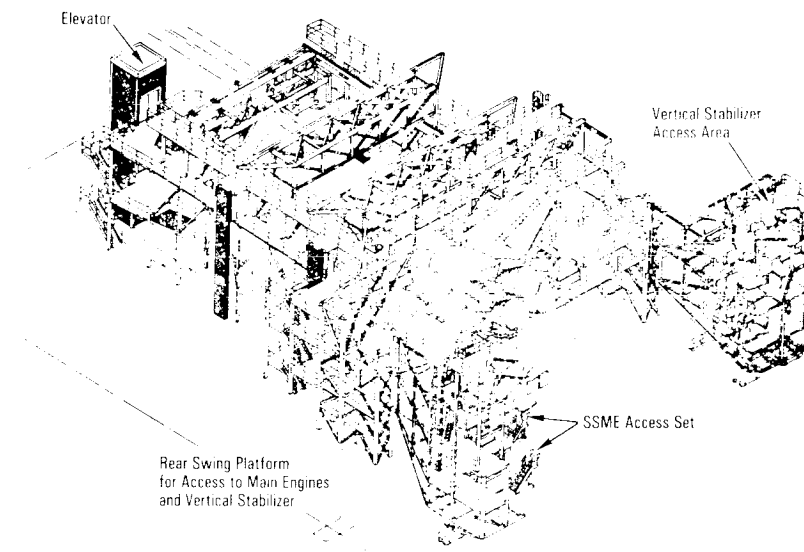 Elevator
Vertical Stabilizer
Access Area
SSME Access Set
Rear Swing Platform
for Access to Main Engines
and Vertical Stabilizer